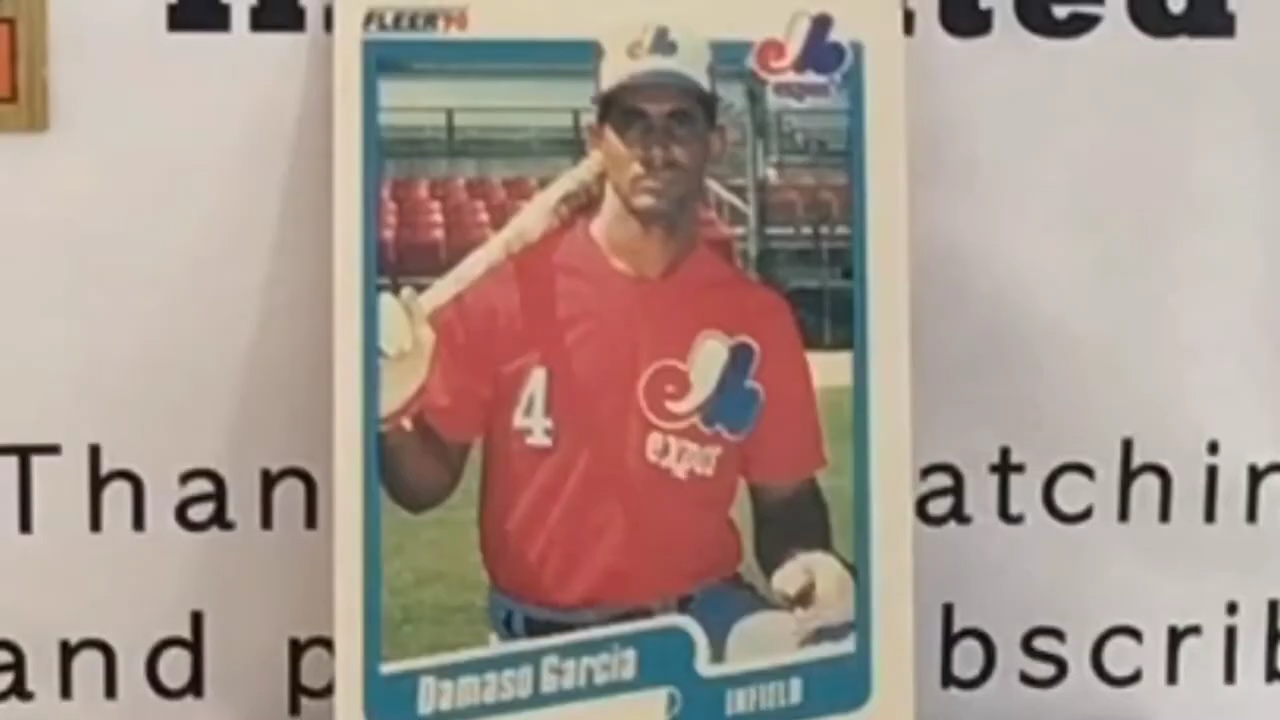 FLEER '90
expos
4
expos
Than atchin
and p bscrib
Damaso Garcia
INFIELD